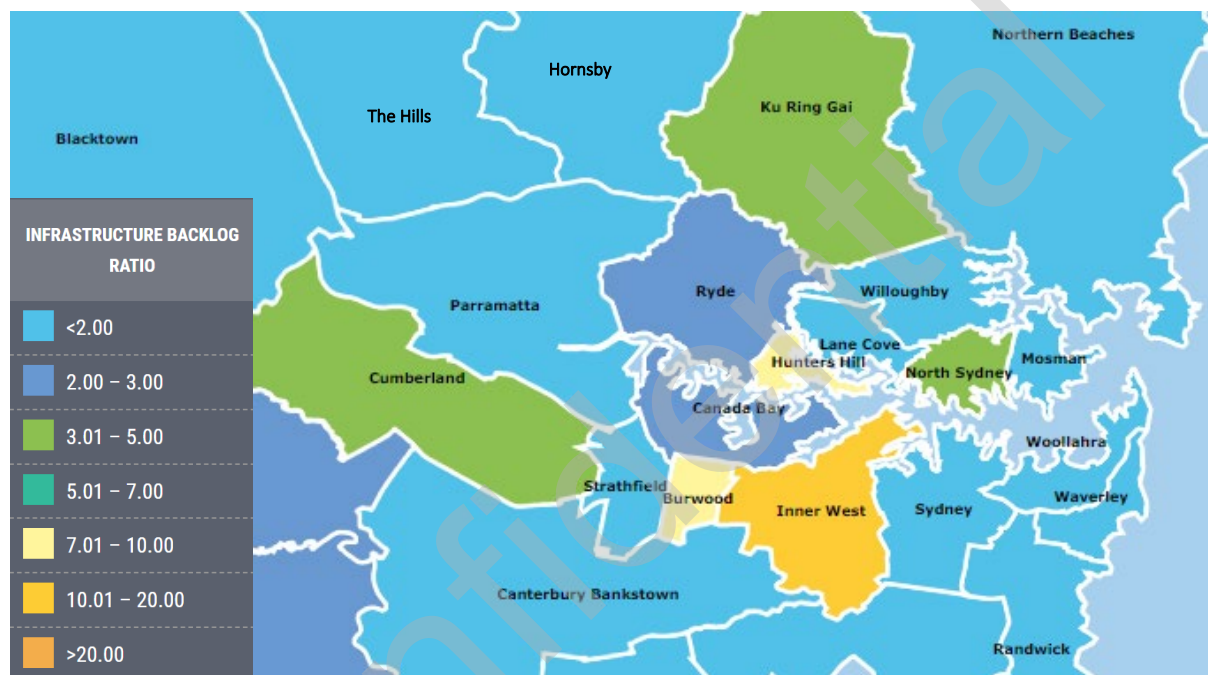 Northern Beaches
Hornsby
Ku Ring Gai
The Hills
Blacktown
INFRASTRUCTURE BACKLOG
RATIO
<2.00
2.00 – 3.00
3.01 – 5.00
5.01 – 7.00
7.01 – 10.00
10.01 – 20.00
>20.00
Ryde
Willoughby
Parramatta
Lane Cove
Hunters Hill
Mosman
North Sydney
Cumberland
Canada Bay
Woollahra
Strathfield
Burwood
Waverley
Inner West
Sydney
Canterbury Bankstown
Randwick
nfidential